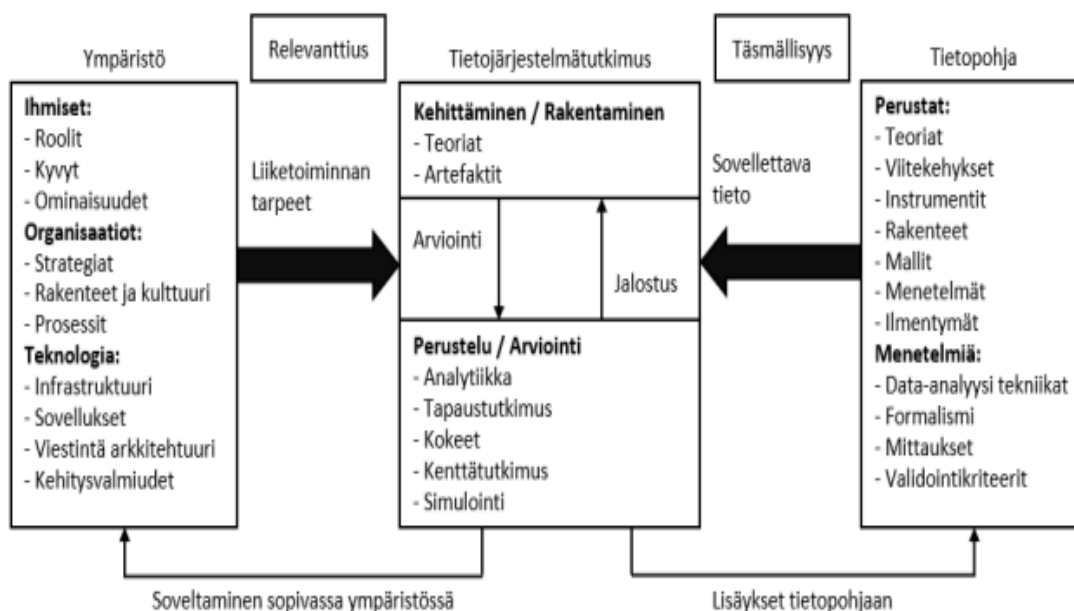 Ympäristö
Relevanttius
Tietojärjestelmätutkimus
Täsmällisyys
Tietopohja
Ihmiset:
- Roolit
- Kyvyt
- Ominaisuudet
Organisaatiot:
- Strategiat
- Rakenteet ja kulttuuri
- Prosessit
Teknologia:
- Infrastruktuuri
- Sovellukset
- Viestintä arkkitehtuuri
- Kehitysvalmiudet
Liiketoiminnan
tarpeet
Kehittäminen / Rakentaminen
- Teoriat
- Artefaktit
Arviointi
Jalostus
Perustelu / Arviointi
- Analytiikka
- Tapaustutkimus
- Kokeet
- Kenttätutkimus
- Simulointi
Sovellettava
tieto
Perustat:
- Teoriat
- Viitekehykset
- Instrumentit
- Rakenteet
- Mallit
- Menetelmät
- Ilmentymät
Menetelmiä:
- Data-analyysi tekniikat
- Formalismi
- Mittaukset
- Validointikriteerit
Soveltaminen sopivassa ympäristössä
Lisäykset tietopohjaan